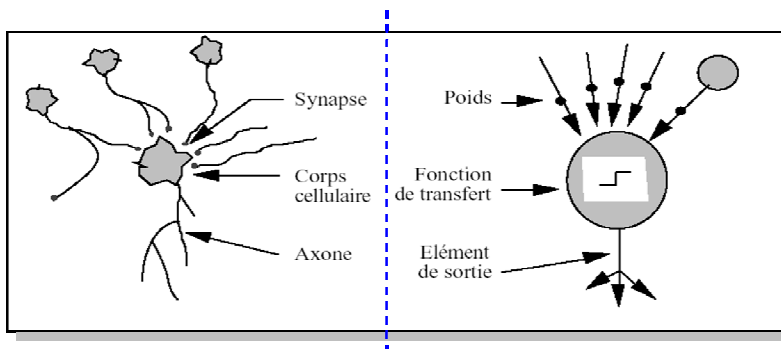 Synapse
Corps
cellulaire
Axone
Poids
Fonction
de transfert
Elément
de sortie